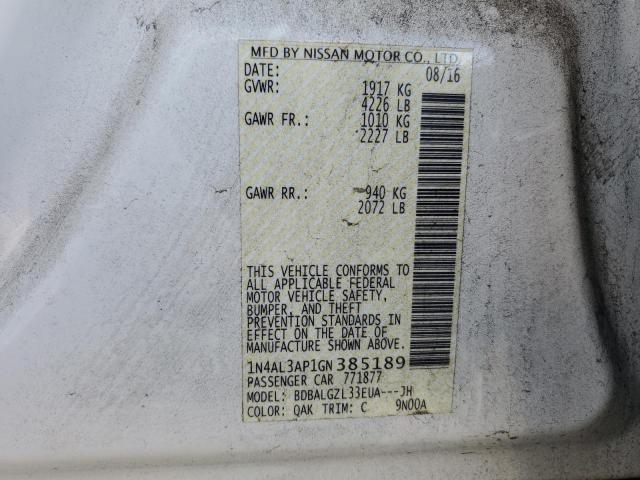 MFD BY NISSAN MOTOR CO., LTD.
DATE: 08/16
GVWR: 1917 KG
4226 LB
GAWR FR.: 1010 KG
2227 LB
GAWR RR.: 940 KG
2072 LB
THIS VEHICLE CONFORMS TO
ALL APPLICABLE FEDERAL
MOTOR VEHICLE SAFETY,
BUMPER, AND THEFT
PREVENTION STANDARDS IN
EFFECT ON THE DATE OF
MANUFACTURE SHOWN ABOVE.
1N4AL3AP1GN385189
PASSENGER CAR 771877
MODEL: BDBALGZL33EUA---JH
COLOR: QAK TRIM: C 9N00A